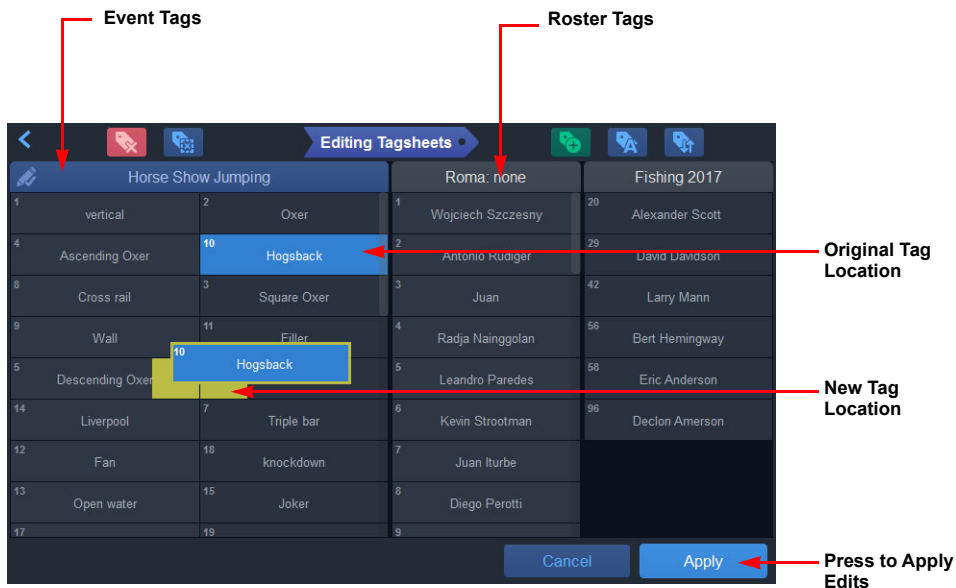 Event Tags
Roster Tags
Editing Tagsheets
Horse Show Jumping
Roma: none
Fishing 2017
1 vertical
2 Oxer
1 Wojciech Szczesny
20 Alexander Scott
4 Ascending Oxer
10 Hogsback
2 Antonio Rudiger
29 David Davidson
Original Tag
Location
8 Cross rail
3 Square Oxer
3 Juan
42 Larry Mann
9 Wall
11 Filler
4 Radja Nainggolan
56 Bert Hemingway
10 Hogsback
5 Descending Oxer
5 Leandro Paredes
58 Eric Anderson
New Tag
Location
14 Liverpool
7 Triple bar
6 Kevin Strootman
96 Declon Amerson
12 Fan
18 knockdown
7 Juan Iturbe
13 Open water
15 Joker
8 Diego Perotti
17
19
9
Cancel
Apply
Press to Apply
Edits